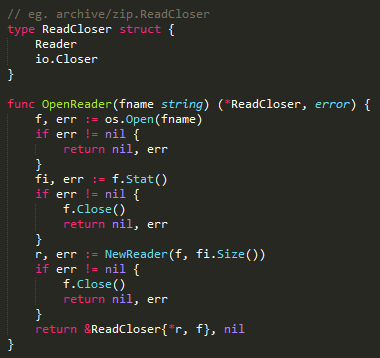 // eg. archive/zip.ReadCloser
type ReadCloser struct {
    Reader
    io.Closer
}

func OpenReader(fname string) (*ReadCloser, error) {
    f, err := os.Open(fname)
    if err != nil {
        return nil, err
    }
    fi, err := f.Stat()
    if err != nil {
        f.Close()
        return nil, err
    }
    r, err := NewReader(f, fi.Size())
    if err != nil {
        f.Close()
        return nil, err
    }
    return &ReadCloser{*r, f}, nil
}